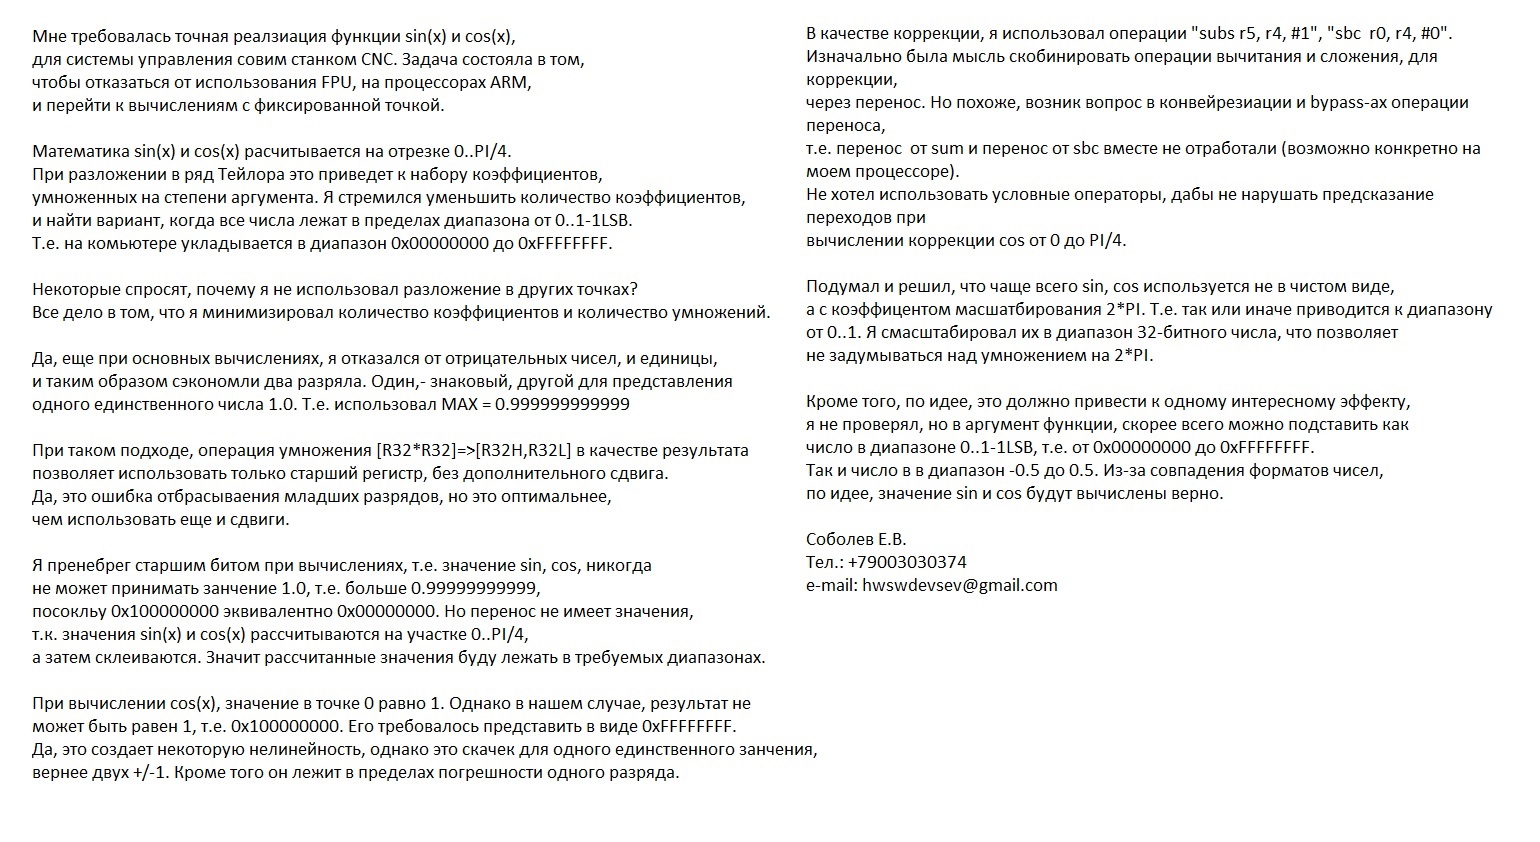 Мне требовалась точная реалзиация функции sin(x) и cos(x),
для системы управления совим станком CNC. Задача состояла в том,
чтобы отказаться от использования FPU, на процессорах ARM,
и перейти к вычислениям с фиксированной точкой.
Математика sin(x) и cos(x) расчитывается на отрезке 0..PI/4.
При разложении в ряд Тейлора это приведет к набору коэффициентов,
умноженных на степени аргумента. Я стремился уменьшить количество коэффициентов,
и найти вариант, когда все числа лежат в пределах диапазона от 0..1-1LSB.
Т.е. на комьютере укладывается в диапазон 0x00000000 до 0xFFFFFFFF.
Некоторые спросят, почему я не использовал разложение в других точках?
Все дело в том, что я минимизировал количество коэффициентов и количество умножений.
Да, еще при основных вычислениях, я отказался от отрицательных чисел, и единицы,
и таким образом сэкономли два разряла. Один,- знаковый, другой для представления
одного единственного числа 1.0. Т.е. использовал MAX = 0.999999999999
При таком подходе, операция умножения [R32*R32]=>[R32H,R32L] в качестве результата
позволяет использовать только старший регистр, без дополнительного сдвига.
Да, это ошибка отбрасываения младших разрядов, но это оптимальнее,
чем использовать еще и сдвиги.
Я пренебрег старшим битом при вычислениях, т.е. значение sin, cos, никогда
не может принимать занчение 1.0, т.е. больше 0.99999999999,
посокльу 0x100000000 эквивалентно 0x00000000. Но перенос не имеет значения,
т.к. значения sin(x) и cos(x) рассчитываются на участке 0..PI/4,
а затем склеиваются. Значит рассчитанные значения буду лежать в требуемых диапазонах.
При вычислении cos(x), значение в точке 0 равно 1. Однако в нашем случае, результат не
может быть равен 1, т.е. 0x100000000. Его требовалось представить в виде 0xFFFFFFFF.
Да, это создает некоторую нелинейность, однако это скачек для одного единственного занчения,
вернее двух +/-1. Кроме того он лежит в пределах погрешности одного разряда.
В качестве коррекции, я использовал операции "subs r5, r4, #1", "sbc  r0, r4, #0".
Изначально была мысль скобинировать операции вычитания и сложения, для
коррекции,
через перенос. Но похоже, возник вопрос в конвейрезиации и bypass-ах операции
переноса,
т.е. перенос  от sum и перенос от sbc вместе не отработали (возможно конкретно на
моем процессоре).
Не хотел использовать условные операторы, дабы не нарушать предсказание
переходов при
вычислении коррекции cos от 0 до PI/4.
Подумал и решил, что чаще всего sin, cos используется не в чистом виде,
а с коэффицентом масшатбирования 2*PI. Т.е. так или иначе приводится к диапазону
от 0..1. Я смасштабировал их в диапазон 32-битного числа, что позволяет
не задумываться над умножением на 2*PI.
Кроме того, по идее, это должно привести к одному интересному эффекту,
я не проверял, но в аргумент функции, скорее всего можно подставить как
число в диапазоне 0..1-1LSB, т.е. от 0x00000000 до 0xFFFFFFFF.
Так и число в в диапазон -0.5 до 0.5. Из-за совпадения форматов чисел,
по идее, значение sin и cos будут вычислены верно.
Соболев Е.В.
Тел.: +79003030374
e-mail: hwswdevsev@gmail.com